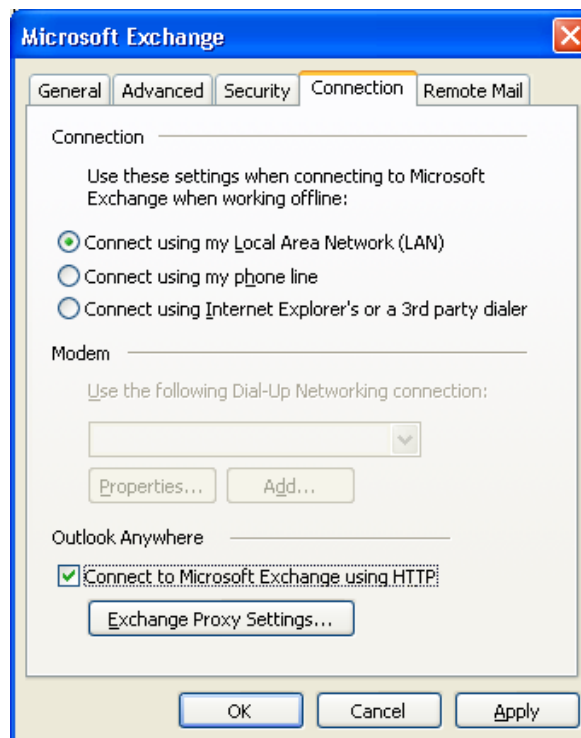 Microsoft Exchange
General Advanced Security Connection Remote Mail
Connection
Use these settings when connecting to Microsoft
Exchange when working offline:
Connect using my Local Area Network (LAN)
Connect using my phone line
Connect using Internet Explorer's or a 3rd party dialer
Modem
Use the following Dial-Up Networking connection:
Properties... Add...
Outlook Anywhere
Connect to Microsoft Exchange using HTTP
Exchange Proxy Settings...
OK Cancel Apply